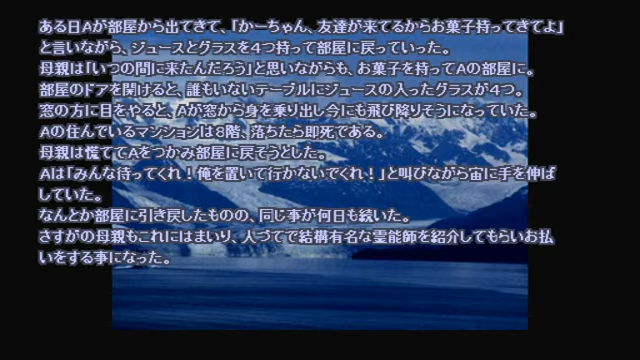 ある日Aが部屋から出てきて、「かーちゃん、友達が来てるからお菓子持ってきてよ」
と言いながら、ジュースとグラスを4つ持って部屋に戻っていった。
母親は「いつの間に来たんだろう」と思いながらも、お菓子を持ってAの部屋に。
部屋のドアを開けると、誰もいないテーブルにジュースの入ったグラスが4つ。
窓の方に目をやると、Aが窓から身を乗り出し今にも飛び降りそうになっていた。
Aの住んでいるマンションは8階、落ちたら即死である。
母親は慌ててAをつかみ部屋に戻そうとした。
Aは「みんな待ってくれ！俺を置いて行かないでくれ！」と叫びながら宙に手を伸ば
していた。
なんとか部屋に引き戻したものの、同じ事が何日も続いた。
さすがの母親もこれにはまいり、人づてで結構有名な霊能師を紹介してもらいお払
いをする事になった。